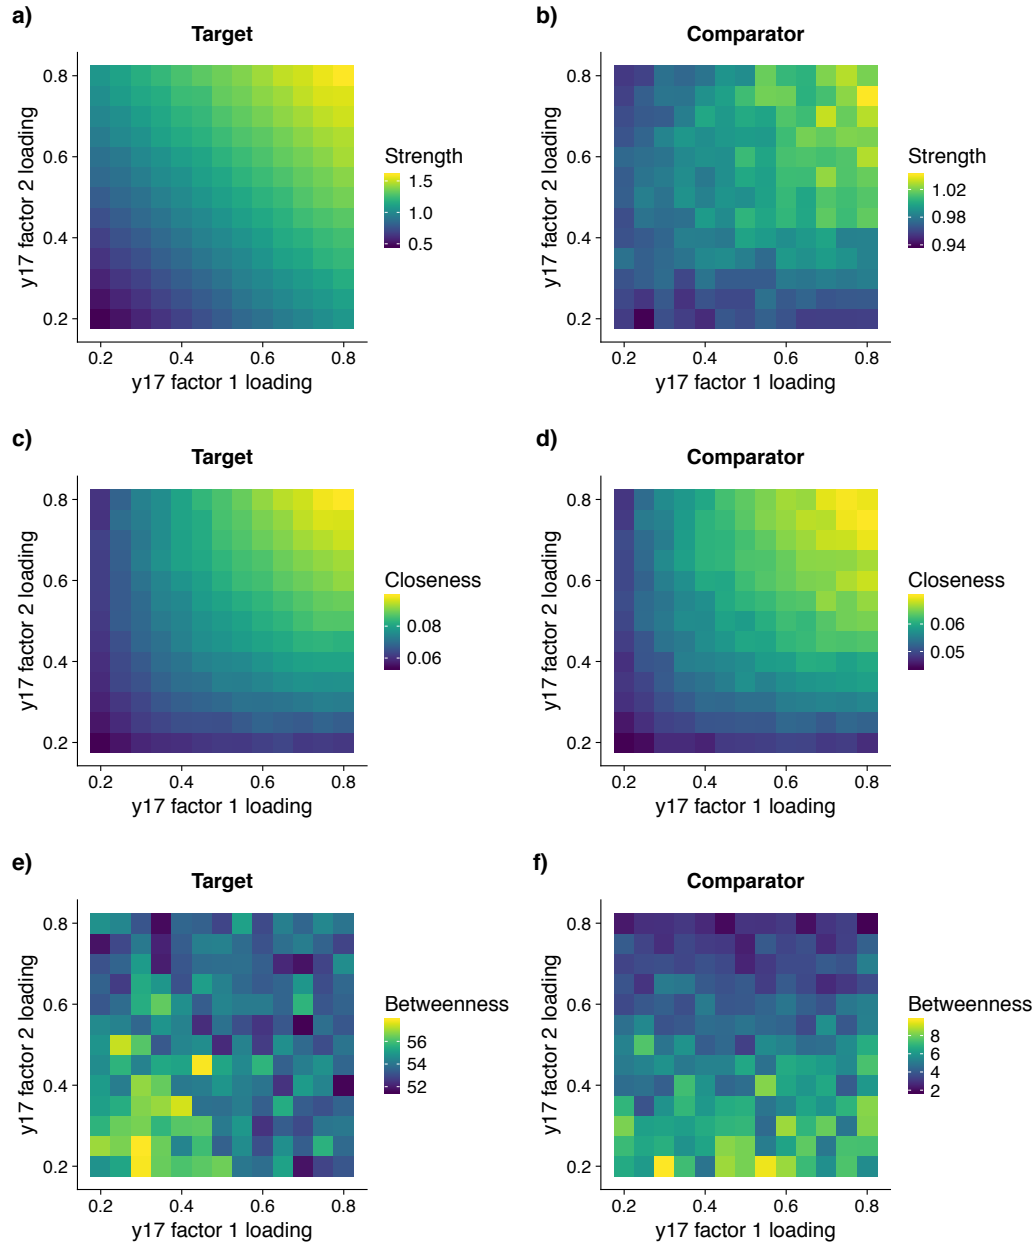 a)
Target
y17 factor 2 loading
0.8
0.6
0.4
0.2
0.2 0.4 0.6 0.8
y17 factor 1 loading
Strength
1.5
1.0
0.5
b)
Comparator
y17 factor 2 loading
0.8
0.6
0.4
0.2
0.2 0.4 0.6 0.8
y17 factor 1 loading
Strength
1.02
0.98
0.94
c)
Target
y17 factor 2 loading
0.8
0.6
0.4
0.2
0.2 0.4 0.6 0.8
y17 factor 1 loading
Closeness
0.08
0.06
d)
Comparator
y17 factor 2 loading
0.8
0.6
0.4
0.2
0.2 0.4 0.6 0.8
y17 factor 1 loading
Closeness
0.06
0.05
e)
Target
y17 factor 2 loading
0.8
0.6
0.4
0.2
0.2 0.4 0.6 0.8
y17 factor 1 loading
Betweenness
56
54
52
f)
Comparator
y17 factor 2 loading
0.8
0.6
0.4
0.2
0.2 0.4 0.6 0.8
y17 factor 1 loading
Betweenness
8
6
4
2